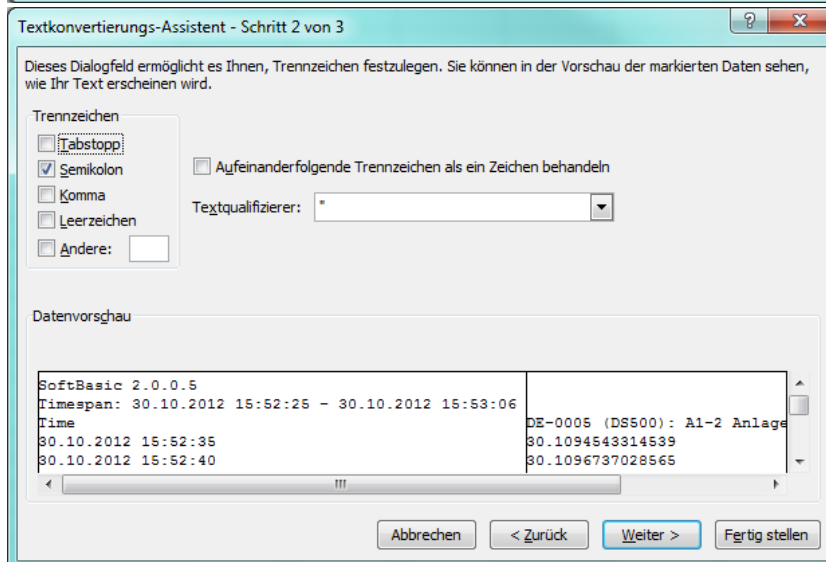 Textkonvertierungs-Assistent - Schritt 2 von 3
Dieses Dialogfeld ermöglicht es Ihnen, Trennzeichen festzulegen. Sie können in der Vorschau der markierten Daten sehen,
wie Ihr Text erscheinen wird.
Trennzeichen
Tabstopp
Semikolon
Komma
Leerzeichen
Andere:
Aufeinanderfolgende Trennzeichen als ein Zeichen behandeln
Textqualifizierer: "
Datenvorschau
SoftBasic 2.0.0.5
Timespan: 30.10.2012 15:52:25 - 30.10.2012 15:53:06
Time DE-0005 (DS500): A1-2 Anlage
30.10.2012 15:52:35 30.1094543314539
30.10.2012 15:52:40 30.1096737028565
Abbrechen < Zurück Weiter > Fertig stellen